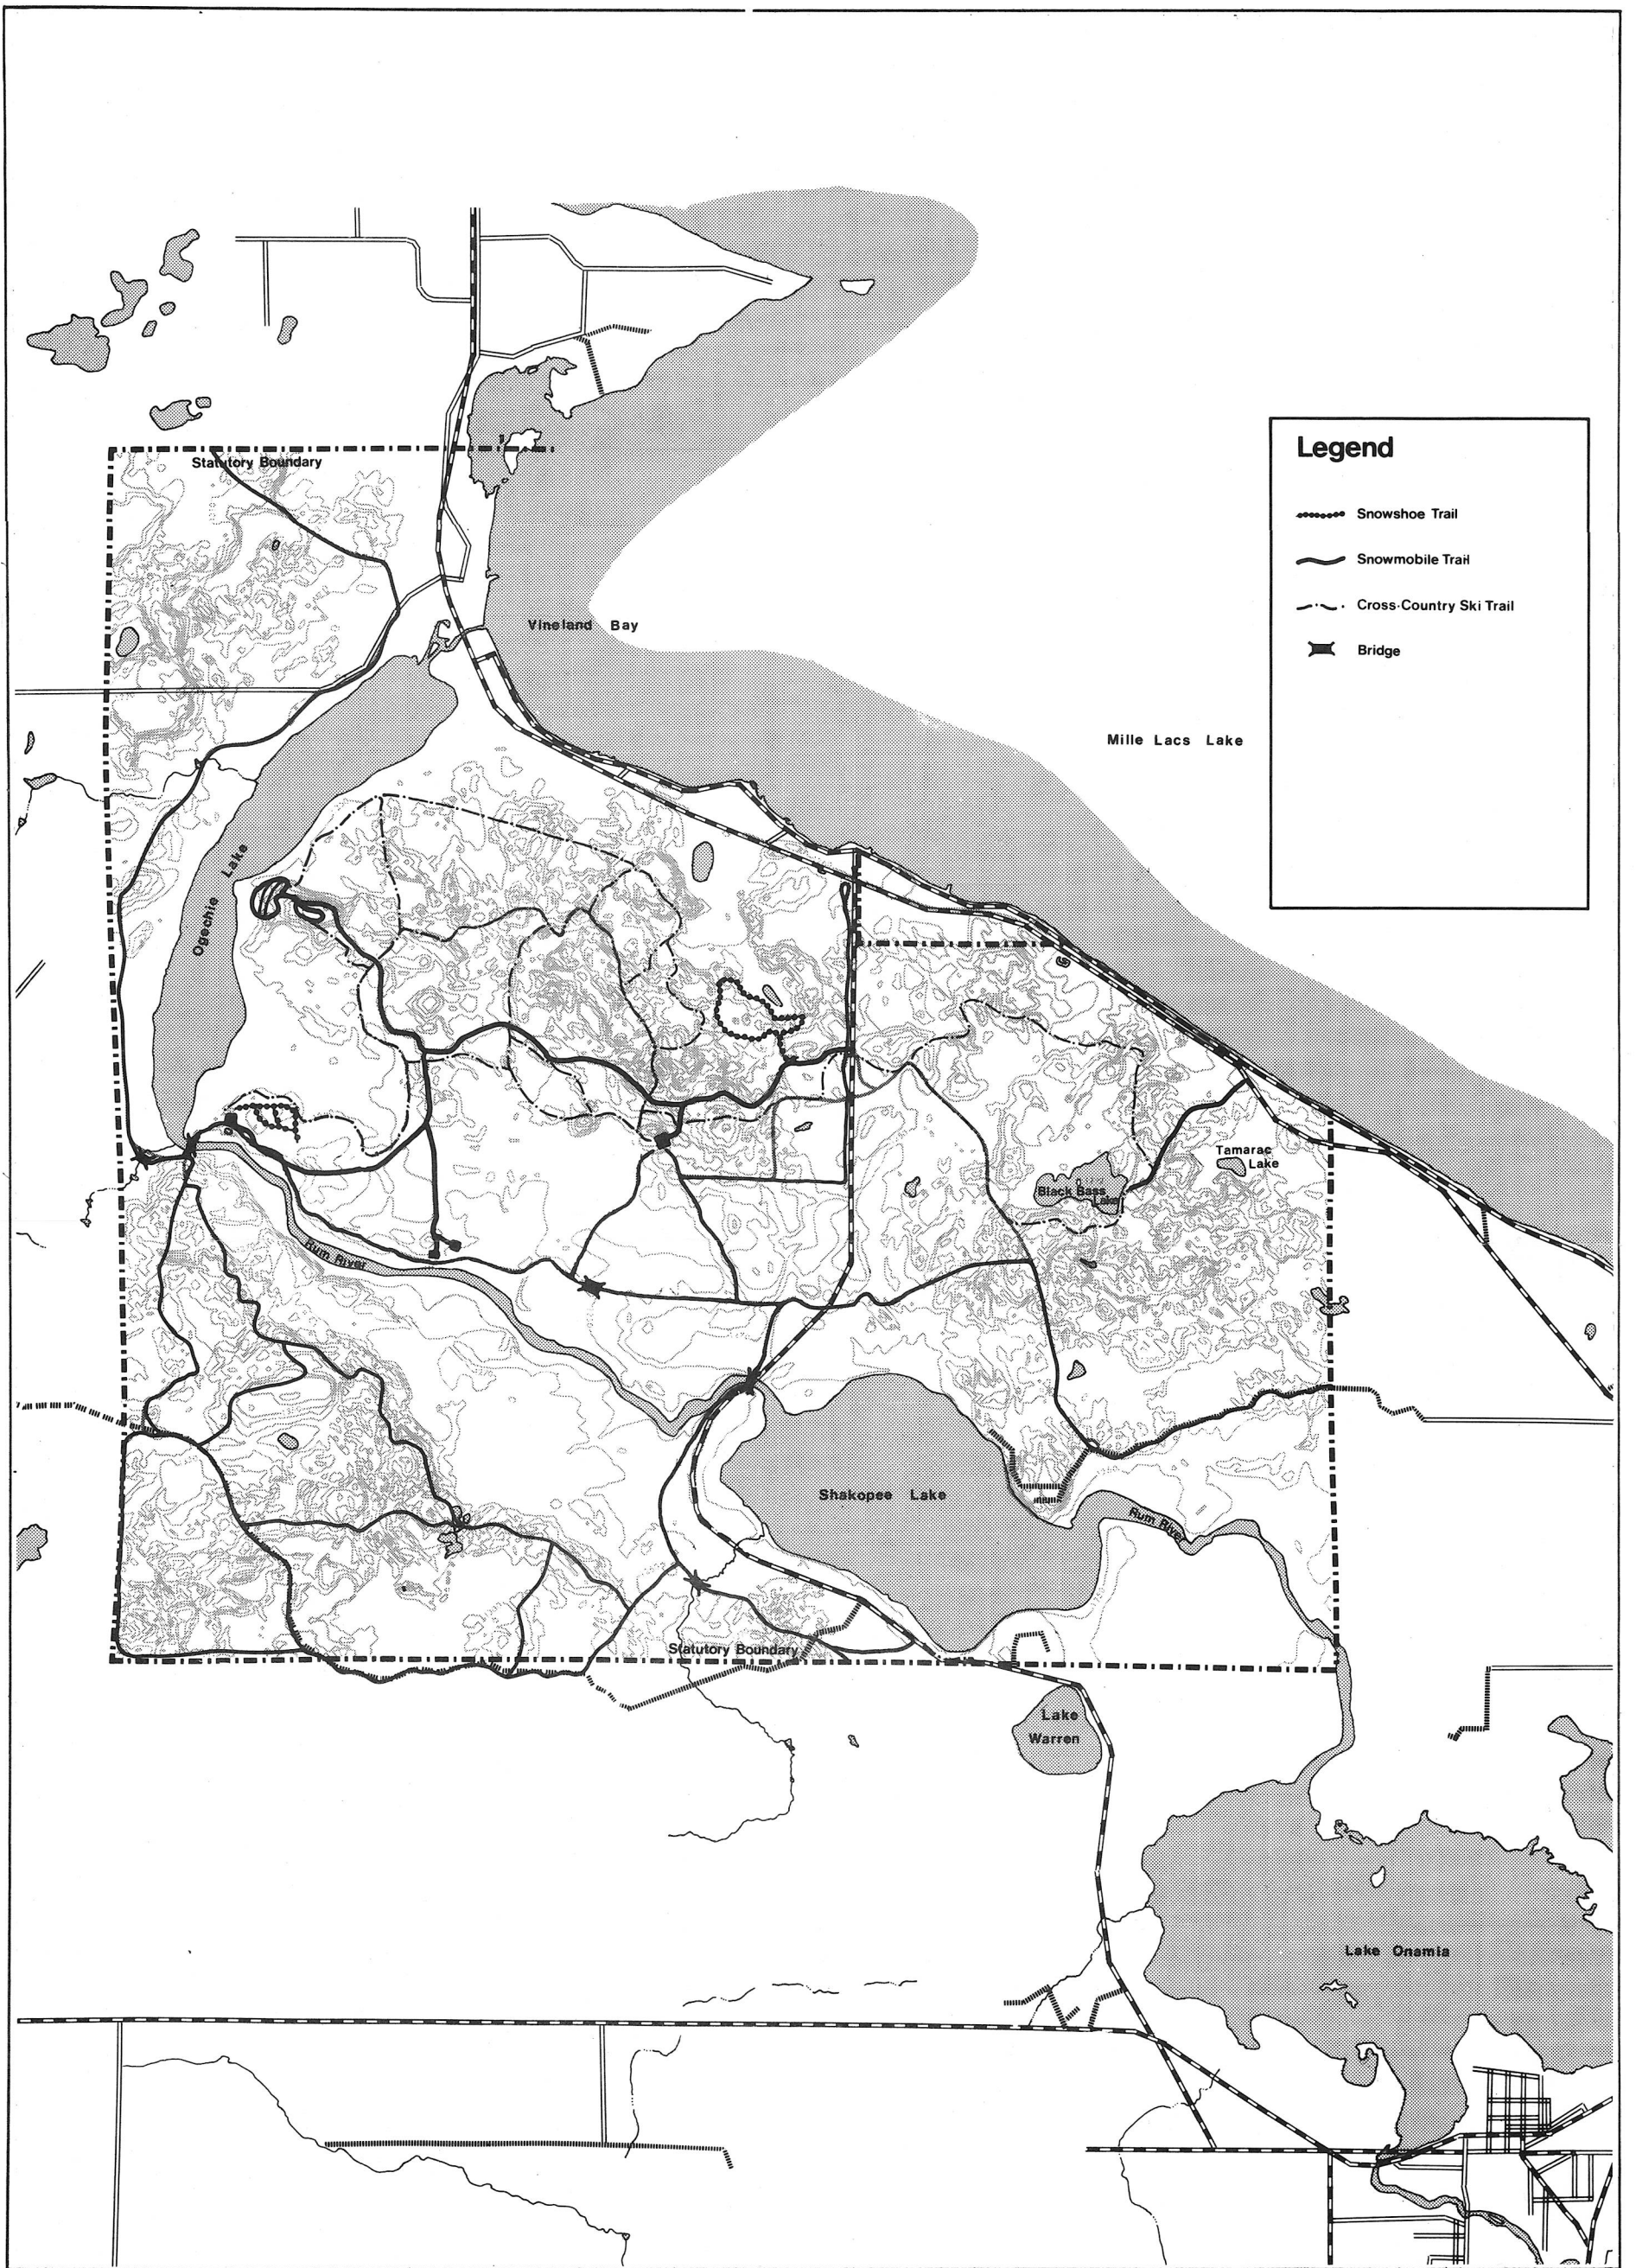 Legend
Snowshoe Trail
Snowmobile Trail
Cross-Country Ski Trail
Bridge
Statutory Boundary
Vineland Bay
Mille Lacs Lake
Ogechie Lake
Tamarac
Lake
Black Bass
Lake
Rum River
Shakopee Lake
Rum River
Statutory Boundary
Lake
Warren
Lake Onamia